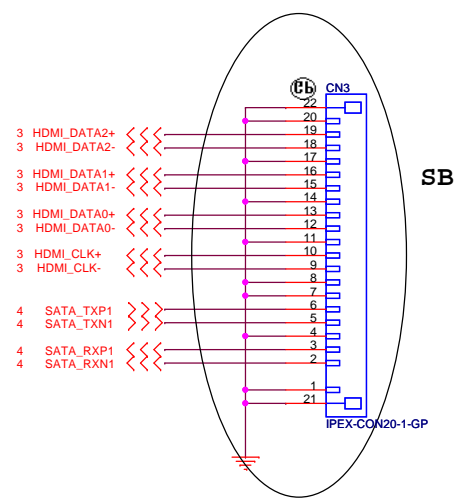 Cb CN3
22
20
3 HDMI_DATA2+ 19
3 HDMI_DATA2- 18
17
3 HDMI_DATA1+ 16
3 HDMI_DATA1- 15
SB
14
3 HDMI_DATA0+ 13
3 HDMI_DATA0- 12
11
3 HDMI_CLK+ 10
3 HDMI_CLK- 9
8
7
4 SATA_TXP1 6
4 SATA_TXN1 5
4
4 SATA_RXP1 3
4 SATA_RXN1 2
1
21
IPEX-CON20-1-GP